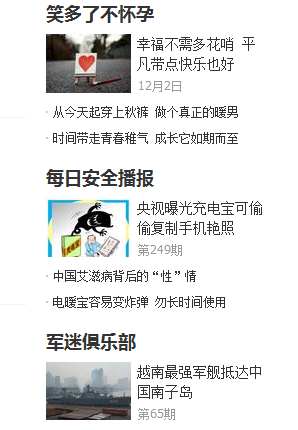 笑多了不怀孕
幸福不需多花哨 平
凡带点快乐也好
12月2日
从今天起穿上秋裤 做个真正的暖男
时间带走青春稚气 成长它如期而至
每日安全播报
央视曝光充电宝可偷
偷复制手机艳照
第249期
中国艾滋病背后的“性”情
电暖宝容易变炸弹 勿长时间使用
军迷俱乐部
越南最强军舰抵达中
国南子岛
第65期